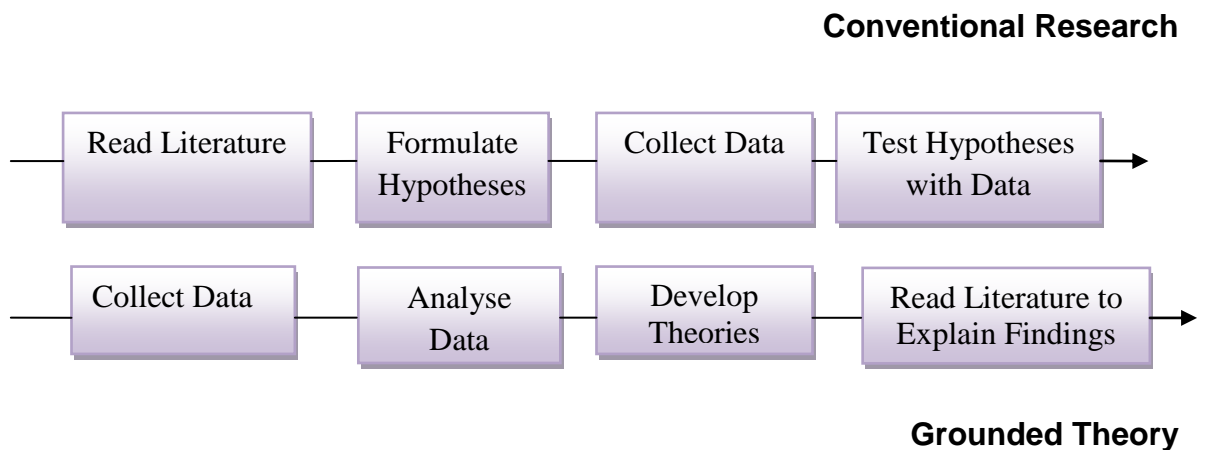 Conventional Research
Read Literature
Formulate
Hypotheses
Collect Data
Test Hypotheses
with Data
Collect Data
Analyse
Data
Develop
Theories
Read Literature to
Explain Findings
Grounded Theory